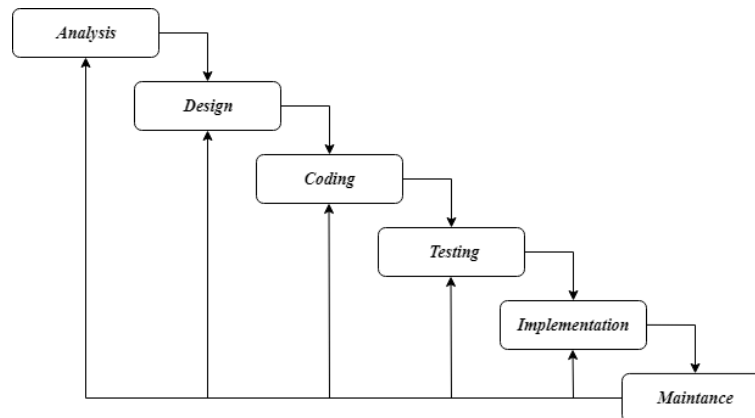 Analysis
Design
Coding
Testing
Implementation
Maintance